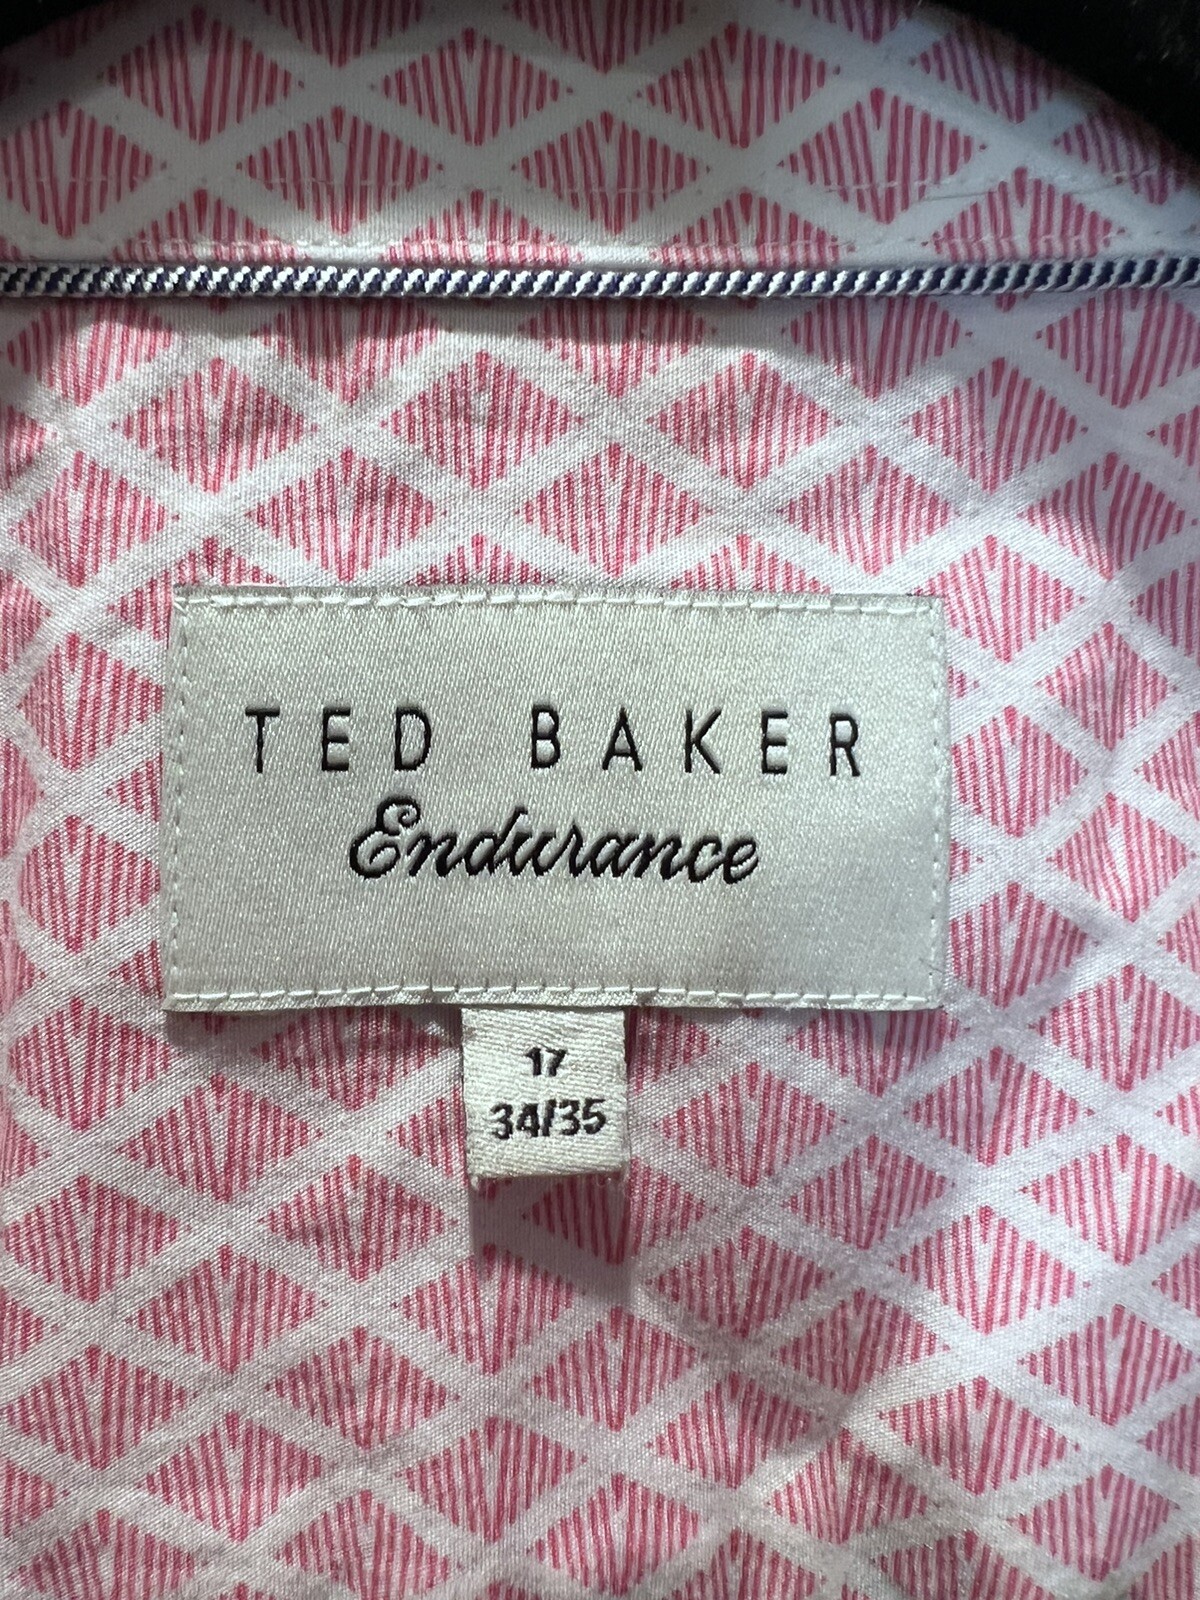 TED BAKER
Endurance
17
34/35